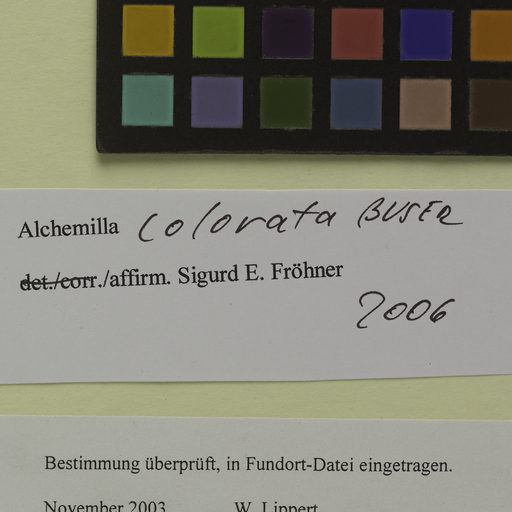 Alchemilla colorata BUSER
det./corr./affirm. Sigurd E. Fröhner
2006
Bestimmung überprüft, in Fundort-Datei eingetragen.
November 2003 W. Lippert